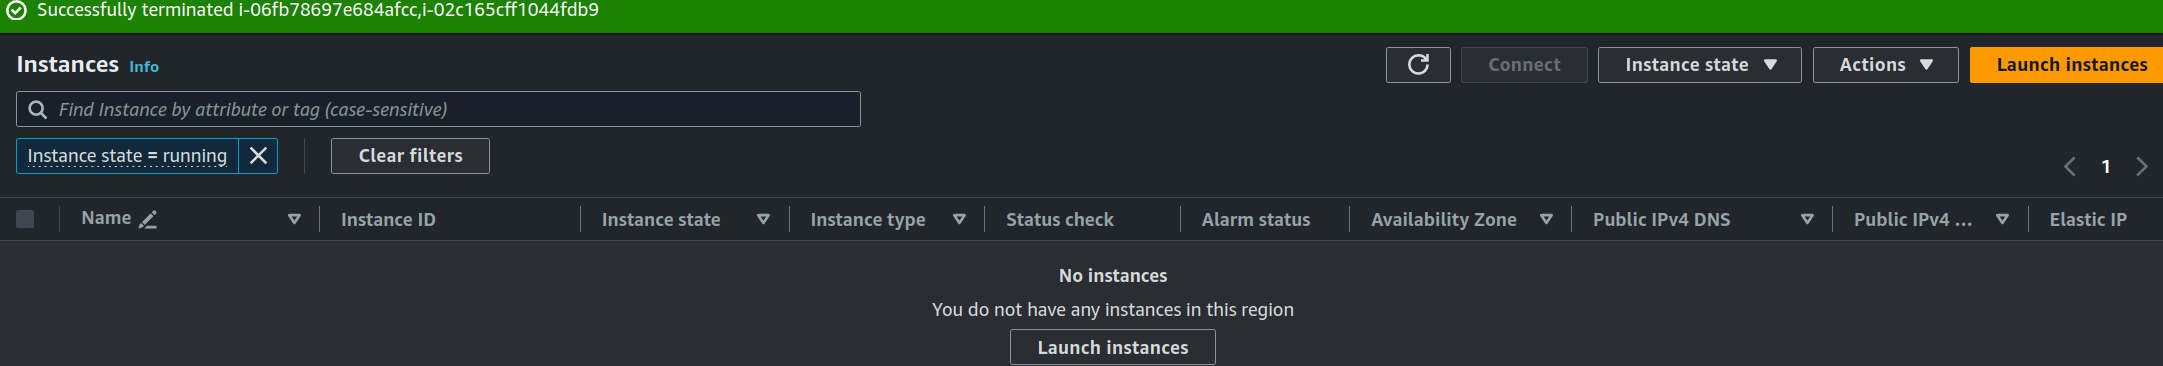 Successfully terminated i-06fb78697e684afcc,i-02c165cff1044fdb9
Instances Info
Connect
Instance state
Actions
Launch instances
Find Instance by attribute or tag (case-sensitive)
Instance state = running
Clear filters
1
Name
Instance ID
Instance state
Instance type
Status check
Alarm status
Availability Zone
Public IPv4 DNS
Public IPv4 ...
Elastic IP
No instances
You do not have any instances in this region
Launch instances